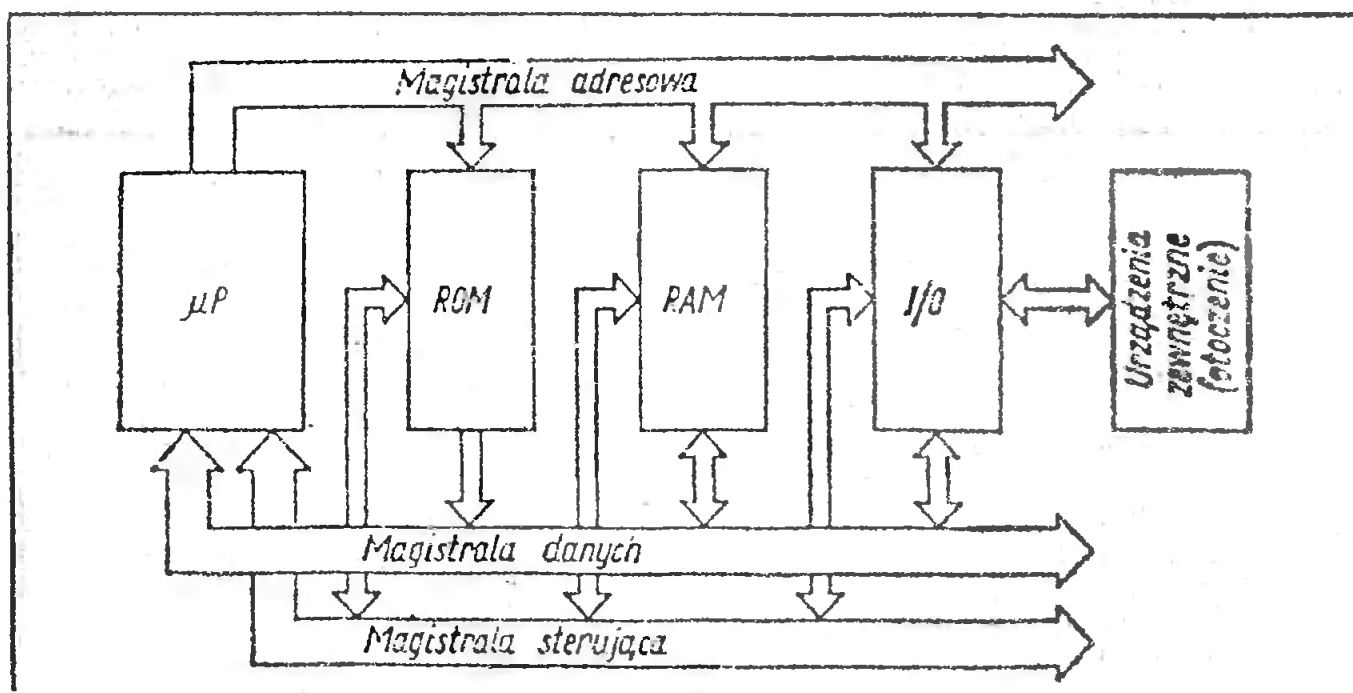 Magistrala adresowa
μP
ROM
RAM
I/O
Urządzenia
zewnętrzne
(otoczenie)
Magistrala danych
Magistrala sterująca